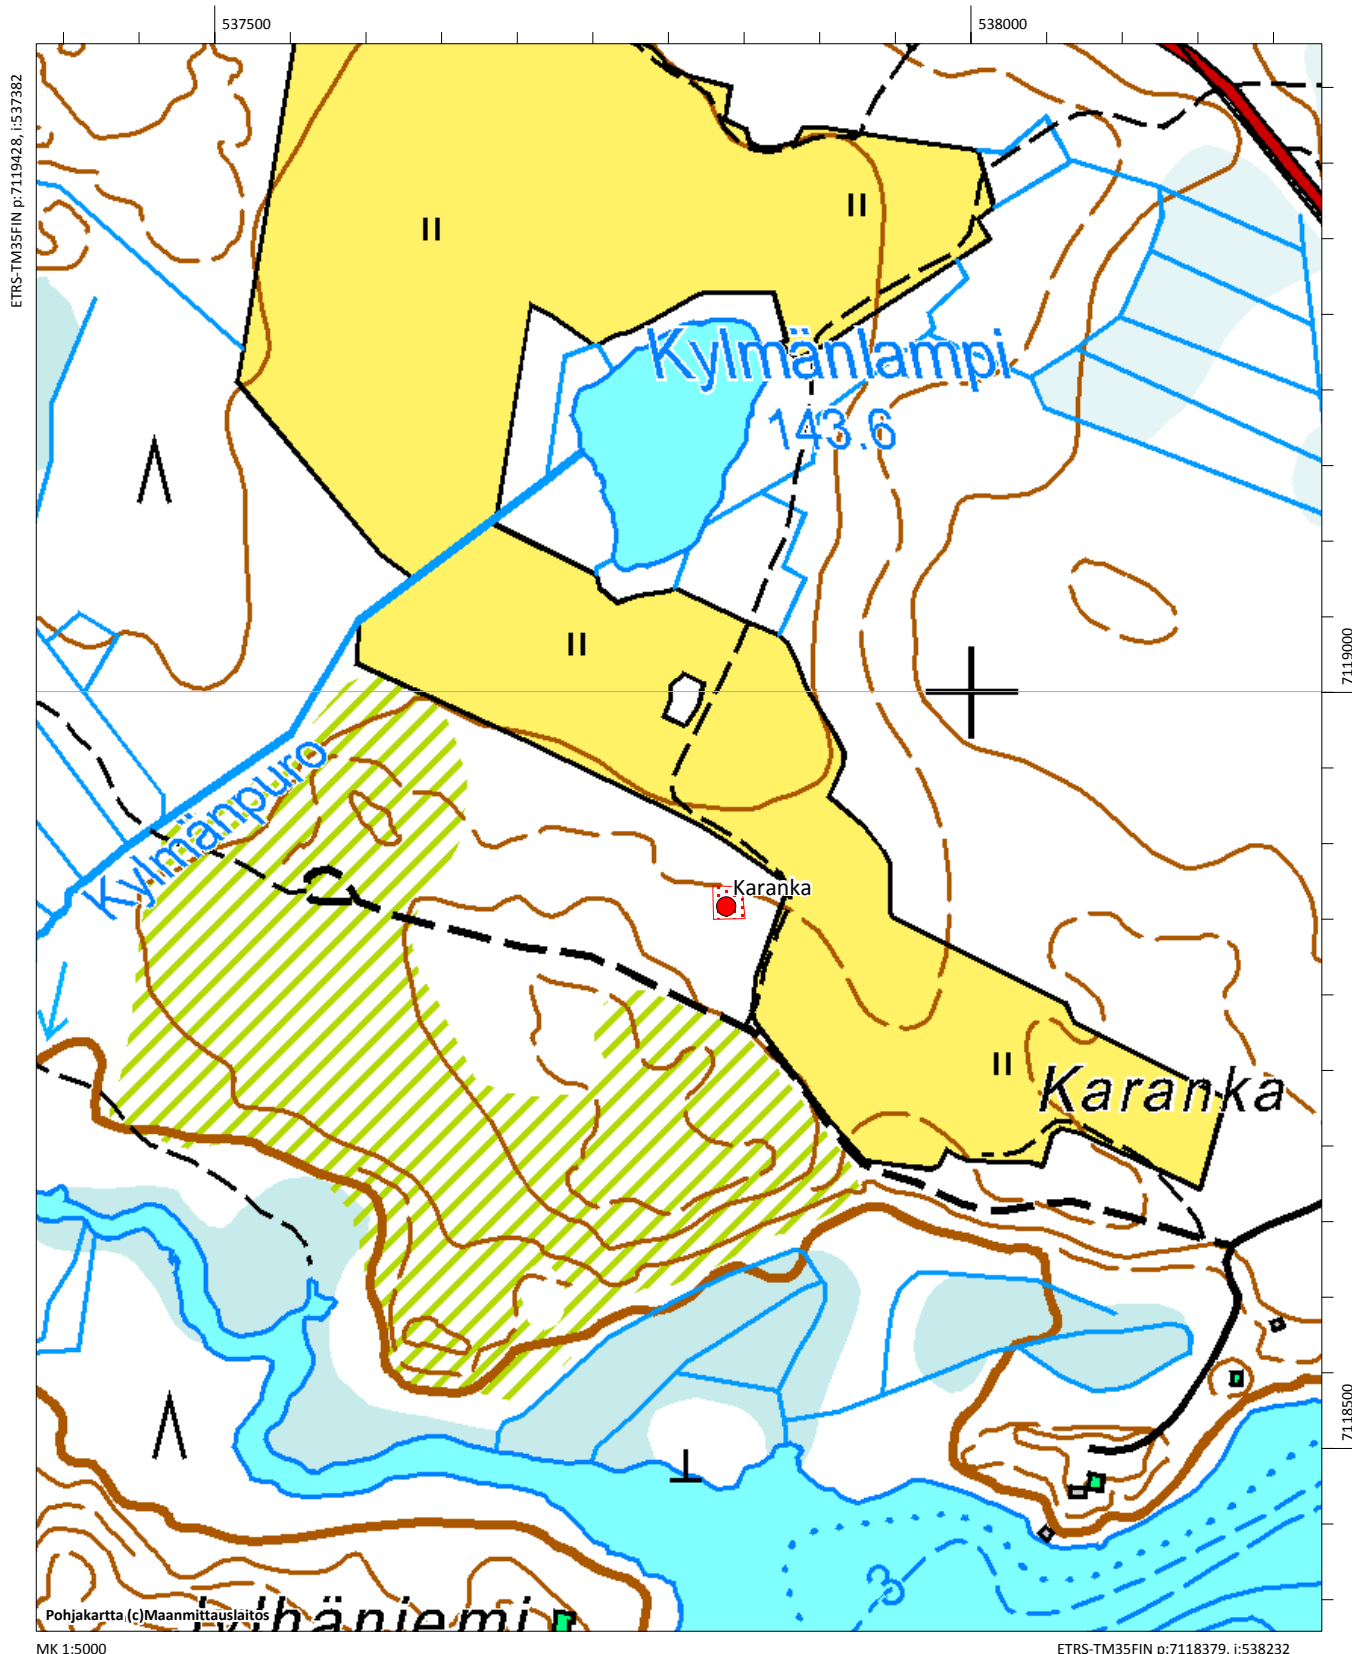 537500
538000
ETRS-TM35FIN p:7119428, i:537382
II
II
Kylmänlampi
143.6
II
7119000
Kylmänpuro
Karanka
II
Karanka
7118500
3
Pohjakartta (c)Maanmittauslaitos
MK 1:5000
ETRS-TM35FIN p:7118379, i:538232